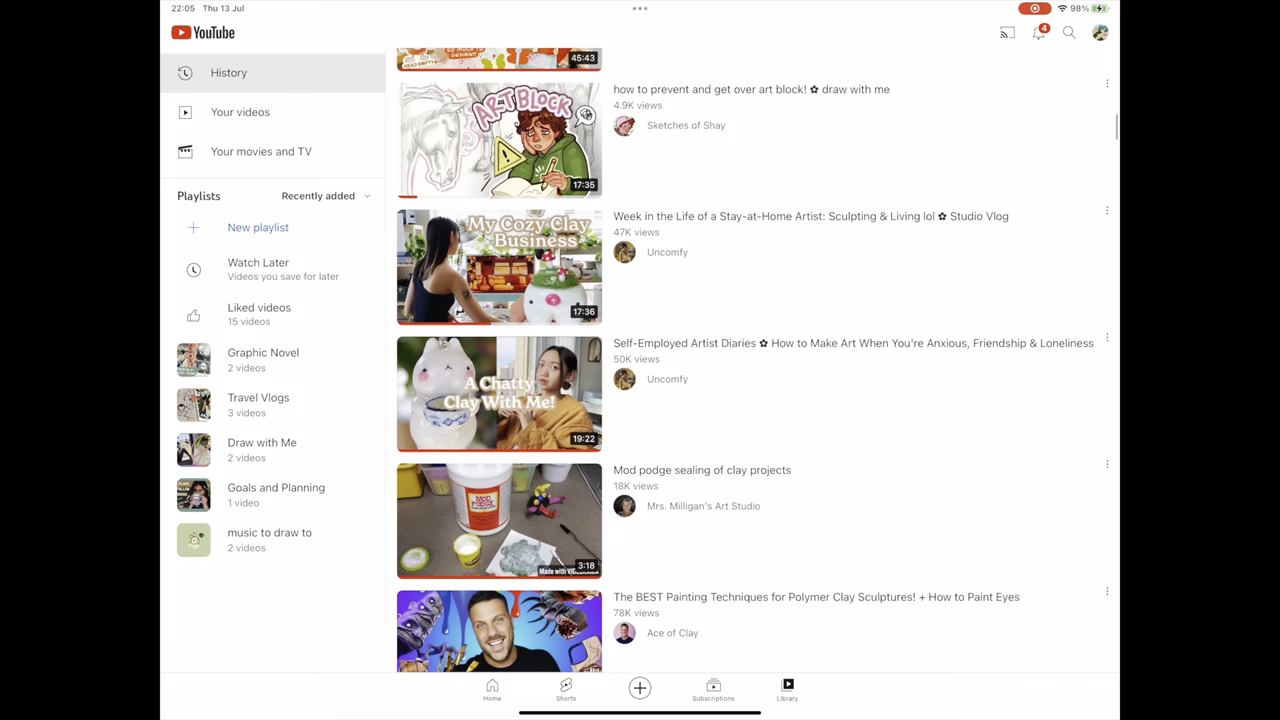 22:05 Thu 13 Jul
98%
YouTube
4
History
Your videos
Your movies and TV
Playlists
Recently added
New playlist
Watch Later
Videos you save for later
Liked videos
15 videos
Graphic Novel
2 videos
Travel Vlogs
3 videos
Draw with Me
2 videos
Goals and Planning
1 video
music to draw to
2 videos
HEAD EMPTY
45:43
ART BLOCK
17:35
how to prevent and get over art block! ✿ draw with me
4.9K views
Sketches of Shay
My Cozy Clay
Business
17:36
Week in the Life of a Stay-at-Home Artist: Sculpting & Living lol ✿ Studio Vlog
47K views
Uncomfy
A Chatty
Clay With Me!
19:22
Self-Employed Artist Diaries ✿ How to Make Art When You're Anxious, Friendship & Loneliness
50K views
Uncomfy
MOD
PODGE
3:18
Made with
Mod podge sealing of clay projects
18K views
Mrs. Milligan's Art Studio
The BEST Painting Techniques for Polymer Clay Sculptures! + How to Paint Eyes
78K views
Ace of Clay
Home
Shorts
Subscriptions
Library